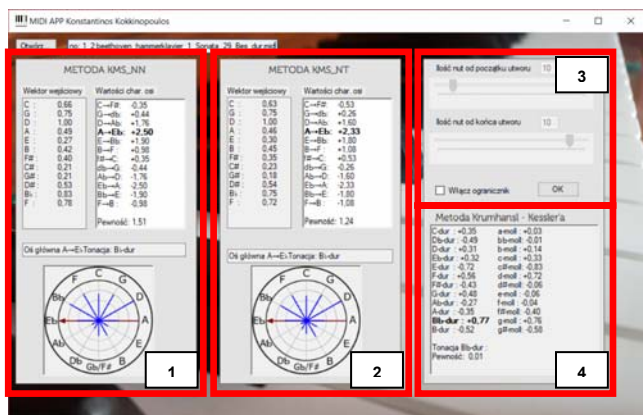 MIDI APP Konstantinos Kokkinopoulos
Otwórz
no: 1_2beethoven_hammerklavier_1_Sonata_29_Bes_dur.mid
METODA KMS_NN
Wektor wejściowy Wartości char. osi
C : 0,66
G : 0,75
D : 1,00
A : 0,49
E : 0,27
B : 0,42
F# : 0,40
C# : 0,21
G# : 0,21
D# : 0,53
B♭ : 0,83
F : 0,78
C→F#: -0,35
G→db: +0,44
D→Ab: +1,76
A→Eb: +2,50
E→Bb: +1,90
B→F : +0,98
f#→C: +0,35
db→G: -0,44
Ab→D: -1,76
Eb→A: -2,50
Bb→E: -1,90
F→B : -0,98
Pewność: 1.51
Oś główna A→E♭ Tonacja: B♭-dur
C
G
D
A
E
B
Gb/F#
Db
Ab
Eb
Bb
F
1
METODA KMS_NT
Wektor wejściowy Wartości char. osi
C : 0,63
G : 0,75
D : 1,00
A : 0,46
E : 0,30
B : 0,45
F# : 0,35
C# : 0,23
G# : 0,18
D# : 0,54
B♭ : 0,75
F : 0,72
C→F#: -0,53
G→db: +0,26
D→Ab: +1,60
A→Eb: +2,33
E→Bb: +1,80
B→F : +1,08
f#→C: +0,53
db→G: -0,26
Ab→D: -1,60
Eb→A: -2,33
Bb→E: -1,80
F→B : -1,08
Pewność: 1,24
Oś główna A→E♭ Tonacja: B♭-dur
C
G
D
A
E
B
Gb/F#
Db
Ab
Eb
Bb
F
2
Ilość nut od początku utworu 10
3
Ilość nut od końca utworu 10
Włącz ogranicznik OK
Metoda Krumhansl - Kessler'a
C-dur : +0,35 a-moll : +0,03
Db-dur : -0,49 bb-moll : -0,01
D-dur : +0,31 b-moll : +0,14
Eb-dur : +0,32 c-moll : +0,33
E-dur : -0,72 c#-moll : -0,83
F-dur : +0,56 d-moll : +0,72
F#-dur : -0,43 d#-moll : -0,06
G-dur : +0,48 e-moll : -0,06
Ab-dur : -0,27 f-moll : -0,04
A-dur : -0,35 f#-moll : -0,40
Bb-dur : +0,77 g-moll : +0,76
B-dur : -0,52 g#-moll : -0,58
Tonacja Bb-dur :
Pewność: 0,01
4